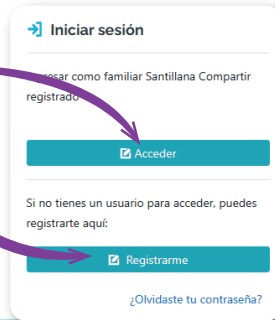 Iniciar sesión
como familiar Santillana Compartir
registrado
Acceder
Si no tienes un usuario para acceder, puedes
registrarte aquí:
Registrarme
¿Olvidaste tu contraseña?